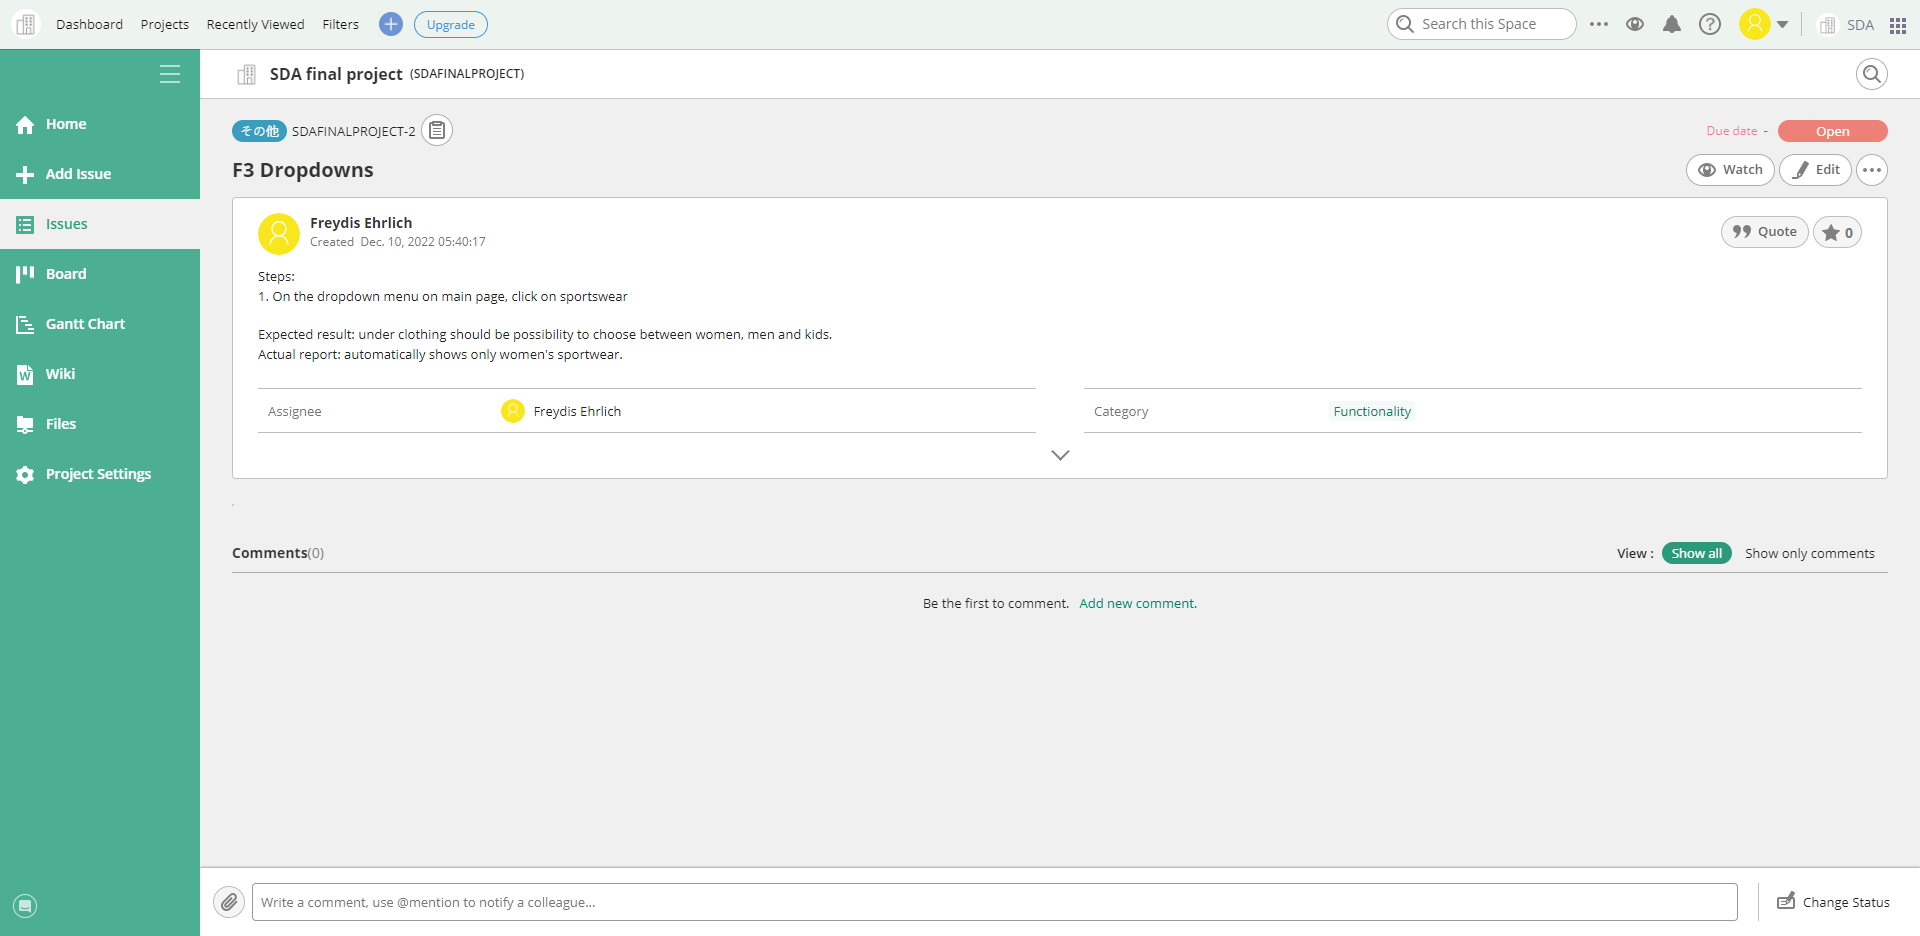 Dashboard Projects Recently Viewed Filters Upgrade Search this Space SDA
SDA final project (SDAFINALPROJECT)
Home
Add Issue
Issues
Board
Gantt Chart
Wiki
Files
Project Settings
その他 SDAFINALPROJECT-2 Due date - Open
F3 Dropdowns Watch Edit
Freydis Ehrlich
Created Dec. 10, 2022 05:40:17
Quote 0
Steps:
1. On the dropdown menu on main page, click on sportswear
Expected result: under clothing should be possibility to choose between women, men and kids.
Actual report: automatically shows only women's sportwear.
Assignee Freydis Ehrlich Category Functionality
Comments(0) View : Show all Show only comments
Be the first to comment. Add new comment.
Write a comment, use @mention to notify a colleague... Change Status